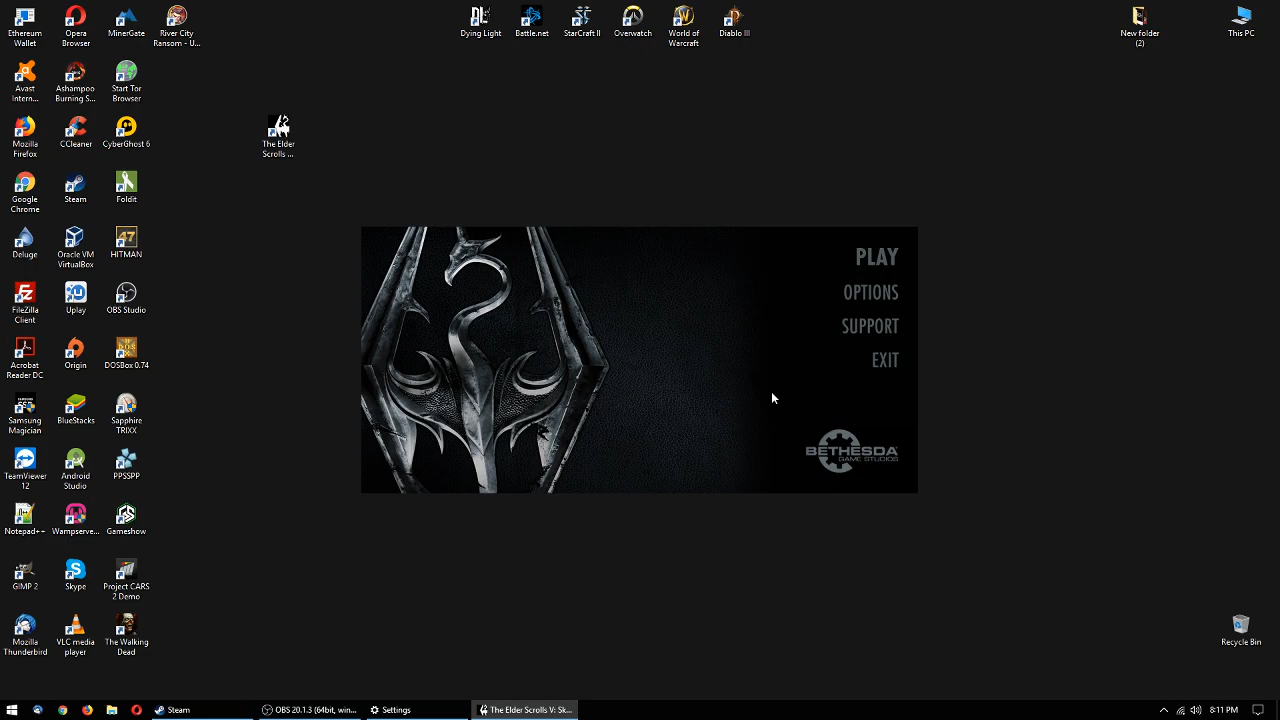 Ethereum
Wallet
Opera
Browser
MinerGate
River City
Ransom - U...
Dying Light
Battle.net
StarCraft II
Overwatch
World of
Warcraft
Diablo III
New folder
(2)
This PC
Avast
Intern...
Ashampoo
Burning S...
Start Tor
Browser
Mozilla
Firefox
CCleaner
CyberGhost 6
The Elder
Scrolls ...
Google
Chrome
Steam
Foldit
Deluge
Oracle VM
VirtualBox
47
HITMAN
PLAY
OPTIONS
SUPPORT
EXIT
BETHESDA
GAME STUDIOS
FileZilla
Client
Uplay
OBS Studio
Acrobat
Reader DC
Origin
DOSBox 0.74
Samsung
Magician
BlueStacks
Sapphire
TRIXX
TeamViewer
12
Android
Studio
PPSSPP
Notepad++
Wampserve...
Gameshow
GIMP 2
Skype
Project CARS
2 Demo
Mozilla
Thunderbird
VLC media
player
The Walking
Dead
Recycle Bin
Steam
OBS 20.1.3 (64bit, win...
Settings
The Elder Scrolls V: Sk...
8:11 PM